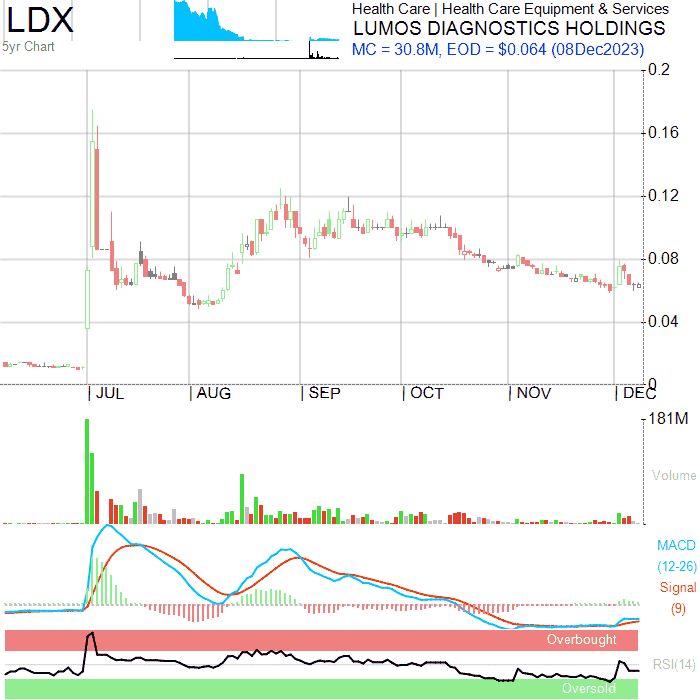 LDX
5yr Chart
Health Care | Health Care Equipment & Services
LUMOS DIAGNOSTICS HOLDINGS
MC = 30.8M, EOD = $0.064 (08Dec2023)
0.2
0.16
0.12
0.08
0.04
0
JUL AUG SEP OCT NOV DEC
181M
Volume
MACD
(12-26)
Signal
(9)
Overbought
RSI(14)
Oversold